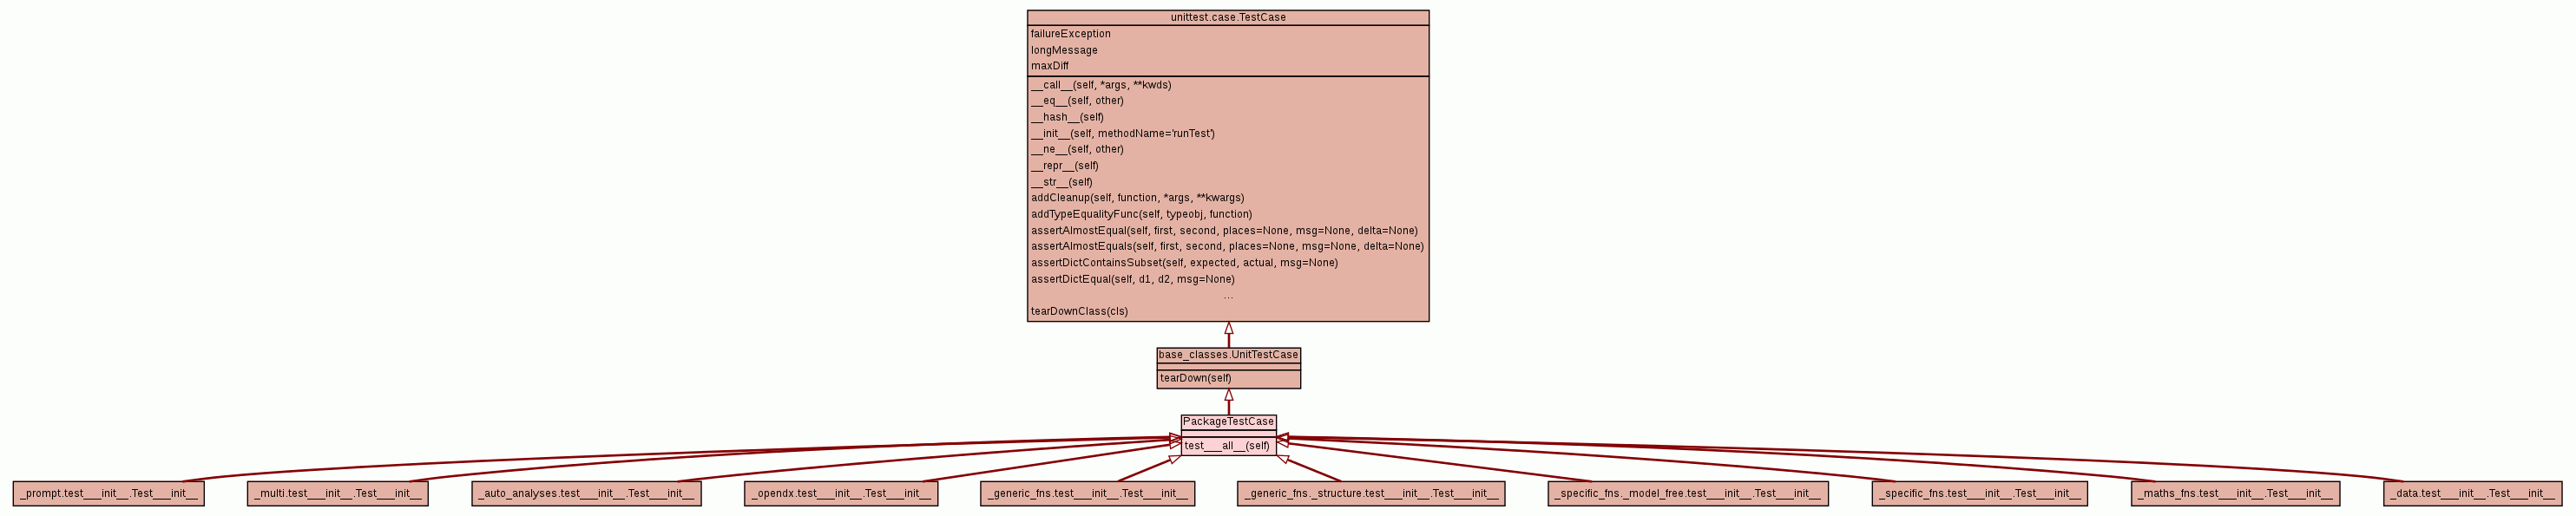 unittest.case.TestCase
failureException
longMessage
maxDiff
__call__(self, *args, **kwds)
__eq__(self, other)
__hash__(self)
__init__(self, methodName='runTest')
__ne__(self, other)
__repr__(self)
__str__(self)
addCleanup(self, function, *args, **kwargs)
addTypeEqualityFunc(self, typeobj, function)
assertAlmostEqual(self, first, second, places=None, msg=None, delta=None)
assertAlmostEquals(self, first, second, places=None, msg=None, delta=None)
assertDictContainsSubset(self, expected, actual, msg=None)
assertDictEqual(self, d1, d2, msg=None)
...
tearDownClass(cls)
base_classes.UnitTestCase
tearDown(self)
PackageTestCase
test___all__(self)
_prompt.test___init__.Test___init__
_multi.test___init__.Test___init__
_auto_analyses.test___init__.Test___init__
_opendx.test___init__.Test___init__
_generic_fns.test___init__.Test___init__
_generic_fns._structure.test___init__.Test___init__
_specific_fns._model_free.test___init__.Test___init__
_specific_fns.test___init__.Test___init__
_maths_fns.test___init__.Test___init__
_data.test___init__.Test___init__